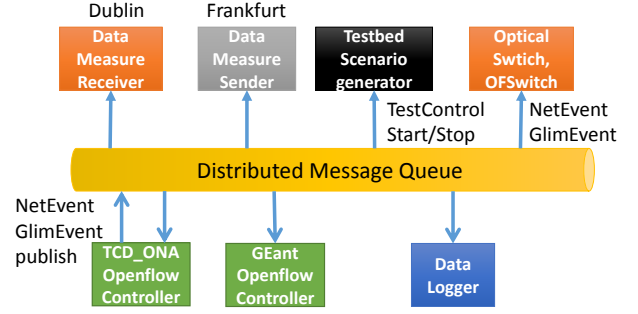 Dublin
Frankfurt
Data
Measure
Receiver
Data
Measure
Sender
Testbed
Scenario
generator
Optical
Swtich,
OFSwitch
TestControl
Start/Stop
NetEvent
GlimEvent
Distributed Message Queue
NetEvent
GlimEvent
publish
TCD_ONA
Openflow
Controller
GEant
Openflow
Controller
Data
Logger